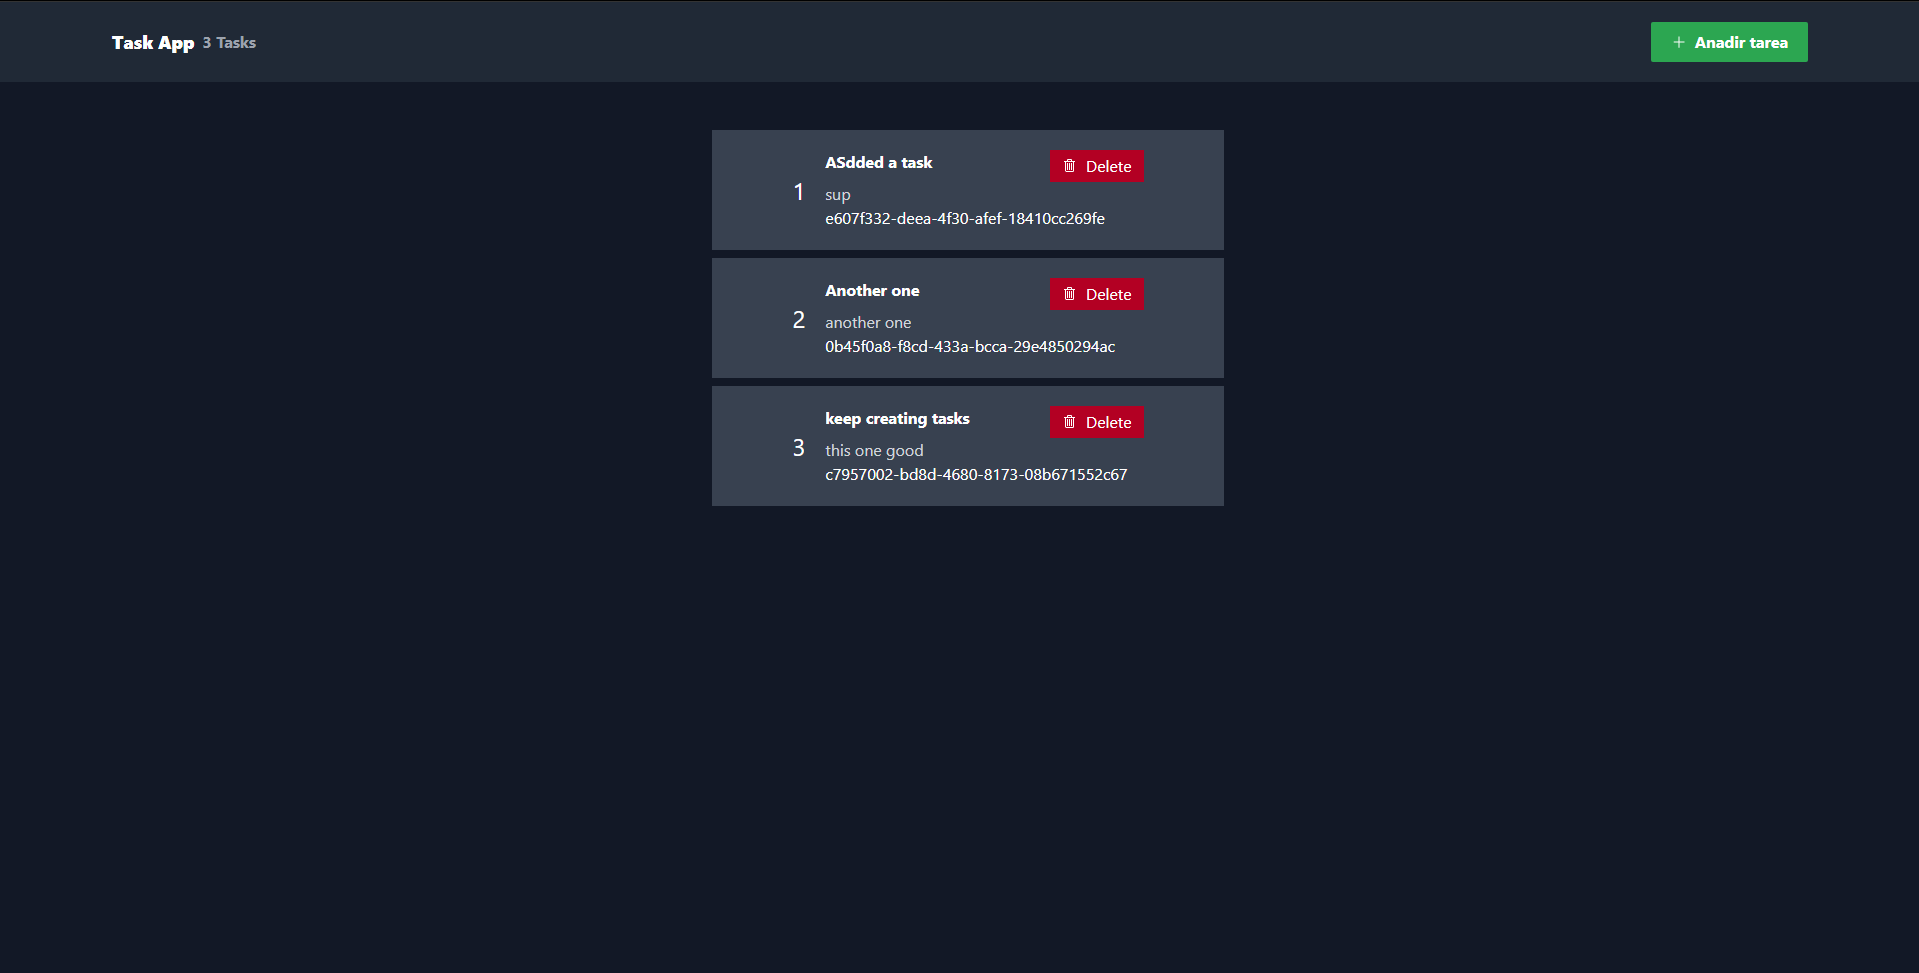 Task App 3 Tasks
+ Anadir tarea
1
ASdded a task
Delete
sup
e607f332-deea-4f30-afef-18410cc269fe
2
Another one
Delete
another one
0b45f0a8-f8cd-433a-bcca-29e4850294ac
3
keep creating tasks
Delete
this one good
c7957002-bd8d-4680-8173-08b671552c67